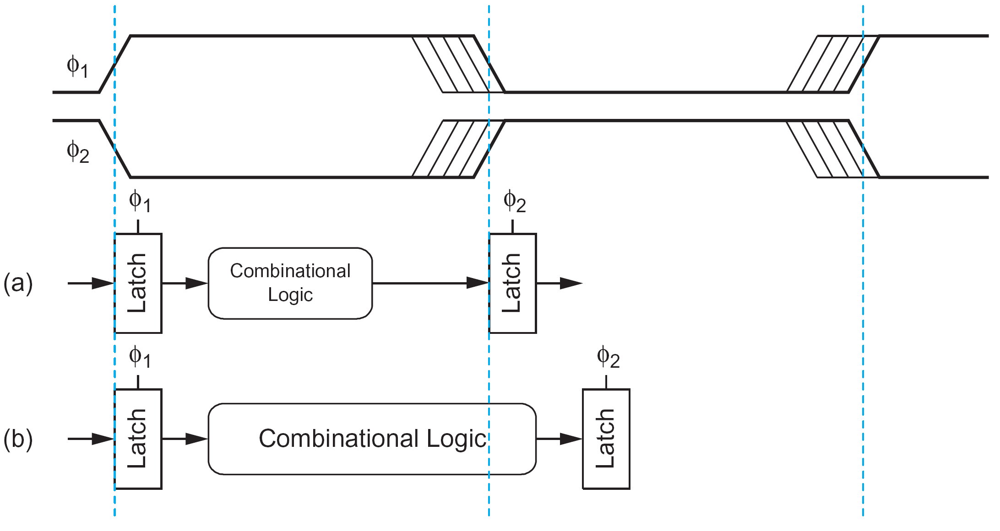 ϕ1
ϕ2
ϕ1
ϕ2
(a)
Latch
Combinational
Logic
Latch
ϕ1
ϕ2
(b)
Latch
Combinational Logic
Latch